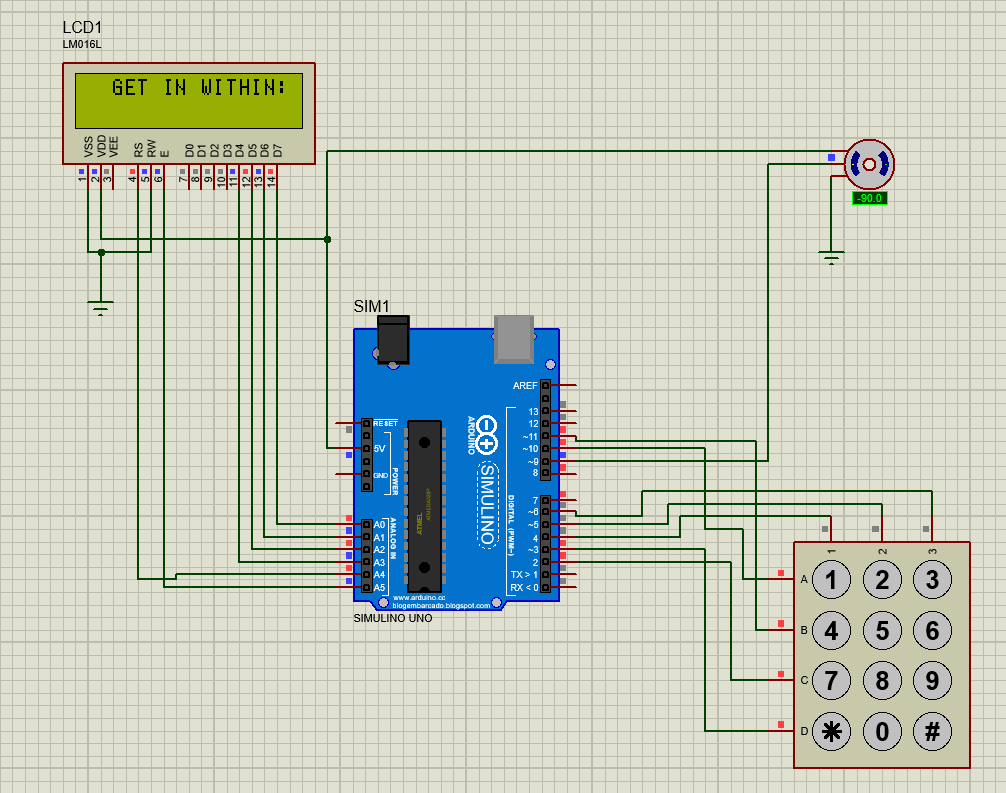 LCD1
LM016L
GET IN WITHIN:
VSS VDD VEE RS RW E D0 D1 D2 D3 D4 D5 D6 D7
1 2 3 4 5 6 7 8 9 10 11 12 13 14
-90.0
SIM1
AREF
13
12
~11
~10
~9
8
RESET
5V
GND
POWER
ARDUINO
SIMULINO
DIGITAL (PWM~)
7
~6
~5
4
~3
2
TX > 1
RX < 0
A0
A1
A2
A3
A4
A5
ANALOG IN
ATMEL
www.arduino.cc
blogembarcado.blogspot.com
SIMULINO UNO
1 2 3
A 1 2 3
B 4 5 6
C 7 8 9
D * 0 #